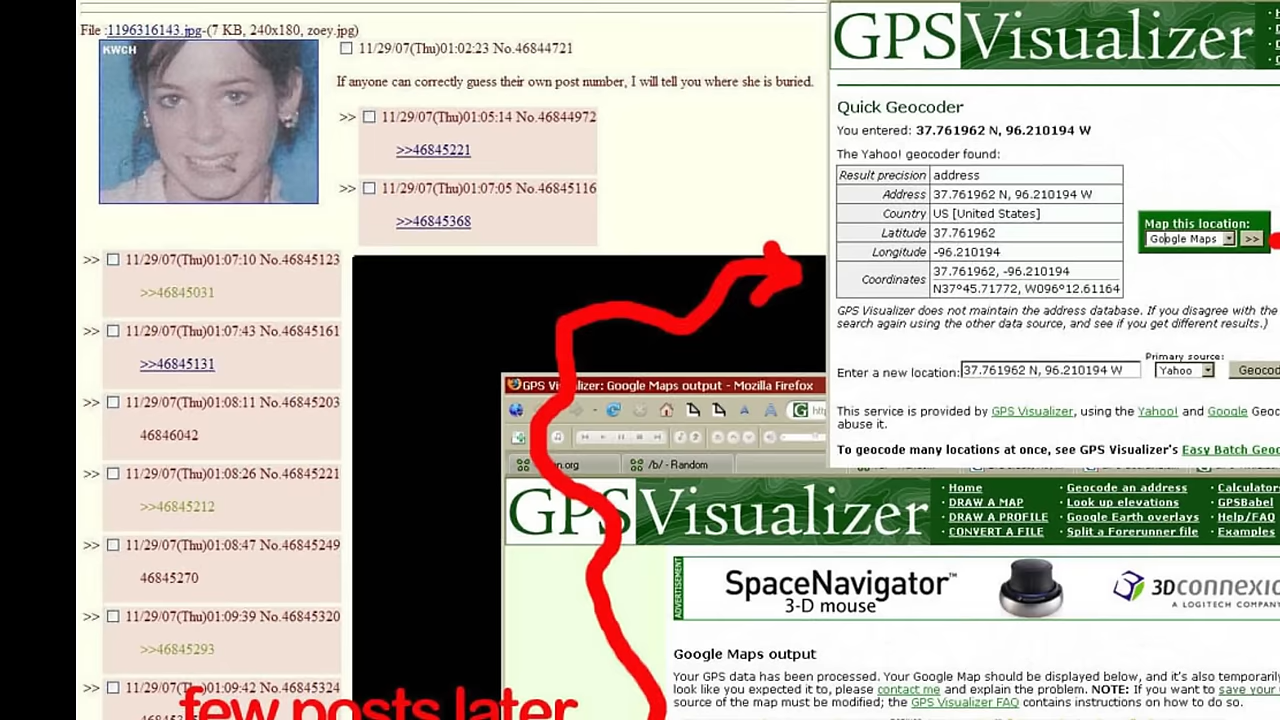 File :1196316143.jpg-(7 KB, 240x180, zoey.jpg)
KWCH
11/29/07(Thu)01:02:23 No.46844721
If anyone can correctly guess their own post number, I will tell you where she is buried.
>> 11/29/07(Thu)01:05:14 No.46844972
>>46845221
>> 11/29/07(Thu)01:07:05 No.46845116
>>46845368
>> 11/29/07(Thu)01:07:10 No.46845123
>>46845031
>> 11/29/07(Thu)01:07:43 No.46845161
>>46845131
>> 11/29/07(Thu)01:08:11 No.46845203
46846042
>> 11/29/07(Thu)01:08:26 No.46845221
>>46845212
>> 11/29/07(Thu)01:08:47 No.46845249
46845270
>> 11/29/07(Thu)01:09:39 No.46845320
>>46845293
>> 11/29/07(Thu)01:09:42 No.46845324
few posts later
GPSVisualizer
Quick Geocoder
You entered: 37.761962 N, 96.210194 W
The Yahoo! geocoder found:
Result precision address
Address 37.761962 N, 96.210194 W
Country US [United States]
Latitude 37.761962
Longitude -96.210194
Coordinates 37.761962, -96.210194
N37°45.71772, W096°12.61164
Map this location:
Google Maps >>
GPS Visualizer does not maintain the address database. If you disagree with the
search again using the other data source, and see if you get different results.)
Primary source:
Enter a new location: 37.761962 N, 96.210194 W Yahoo Geocod
This service is provided by GPS Visualizer, using the Yahoo! and Google Geoc
abuse it.
To geocode many locations at once, see GPS Visualizer's Easy Batch Geoc
GPS Visualizer: Google Maps output - Mozilla Firefox
/b/ - Random
GPSVisualizer
· Home · Geocode an address · Calculators
· DRAW A MAP · Look up elevations · GPSBabel
· DRAW A PROFILE · Google Earth overlays · Help/FAQ
· CONVERT A FILE · Split a Forerunner file · Examples
ADVERTISEMENT
SpaceNavigator™
3-D mouse
3Dconnexio
A LOGITECH COMPANY
Google Maps output
Your GPS data has been processed. Your Google Map should be displayed below, and it's also temporaril
look like you expected it to, please contact me and explain the problem. NOTE: If you want to save your
source of the map must be modified; the GPS Visualizer FAQ contains instructions on how to do so.